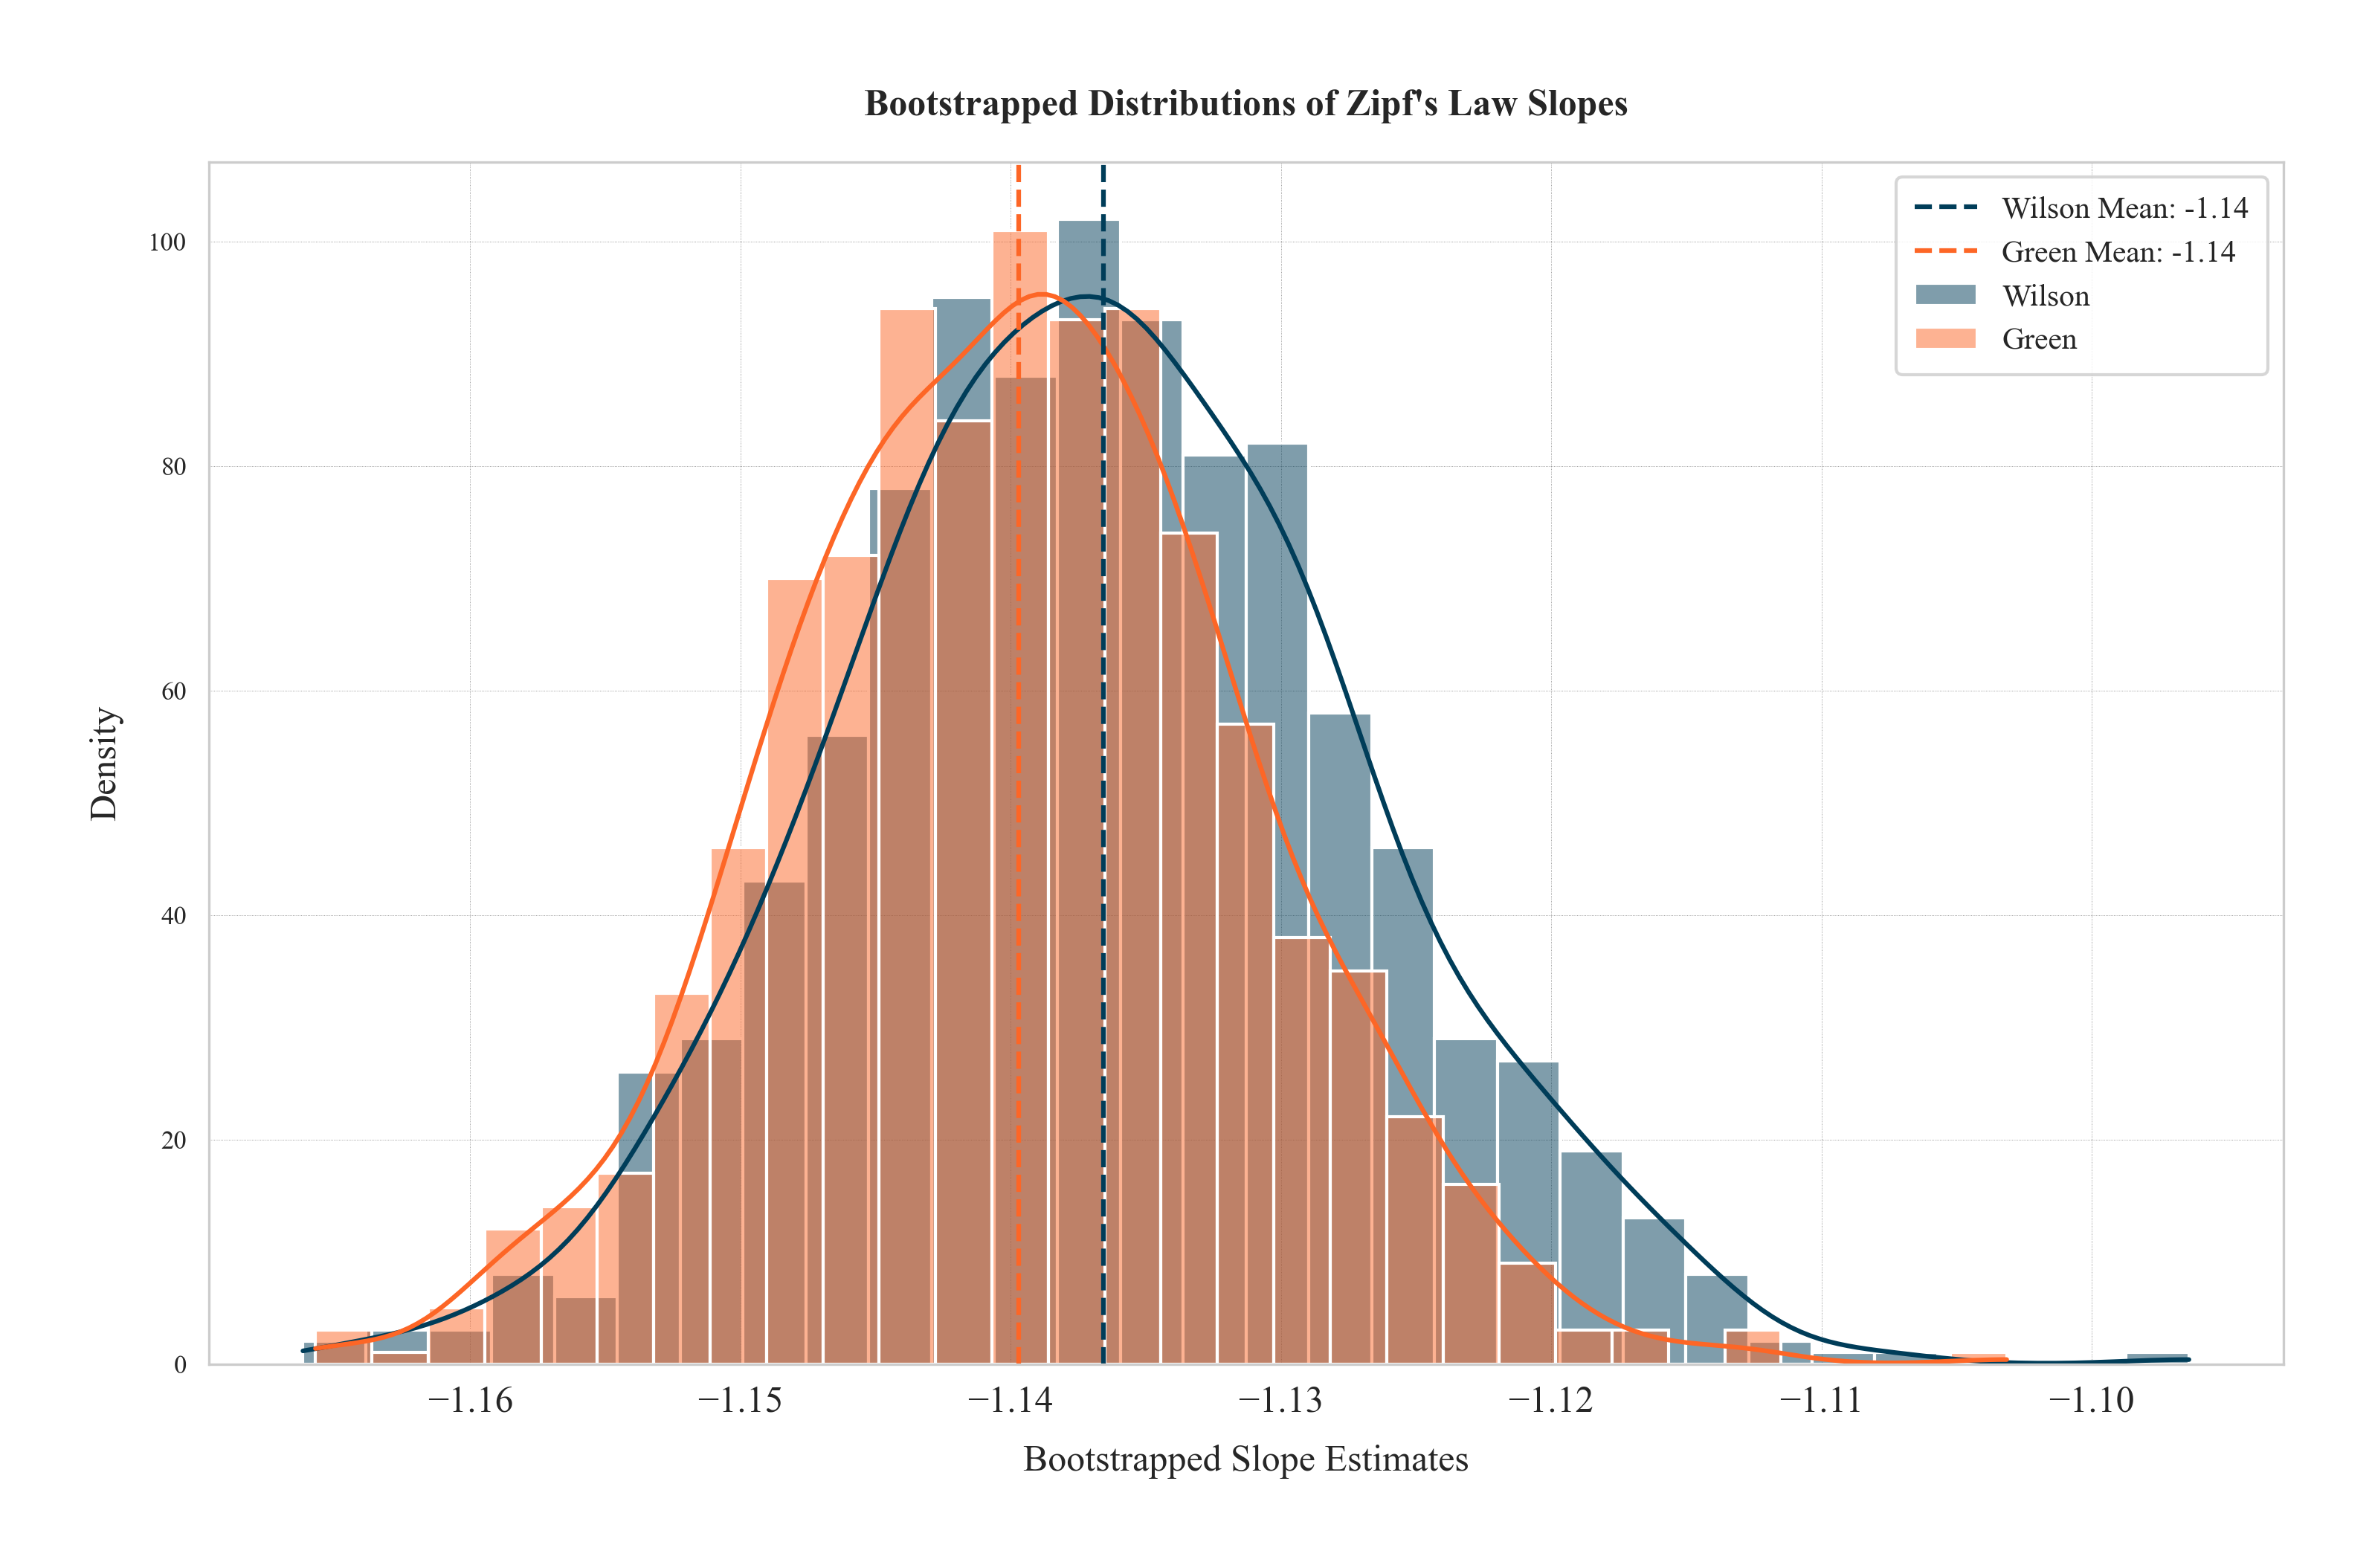 Bootstrapped Distributions of Zipf's Law Slopes
Wilson Mean: -1.14
Green Mean: -1.14
Wilson
Green
100
80
60
40
20
0
Density
−1.16
−1.15
−1.14
−1.13
−1.12
−1.11
−1.10
Bootstrapped Slope Estimates